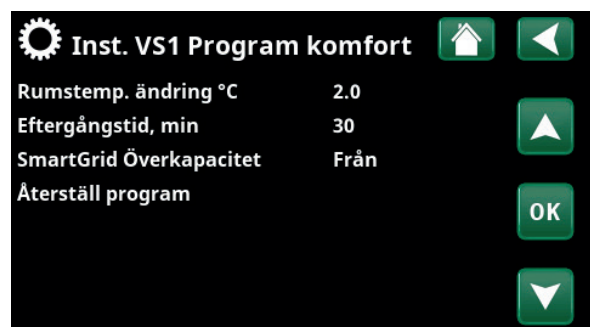 Inst. VS1 Program komfort
Rumstemp. ändring °C 2.0
Eftergångstid, min 30
SmartGrid Överkapacitet Från
Återställ program
OK